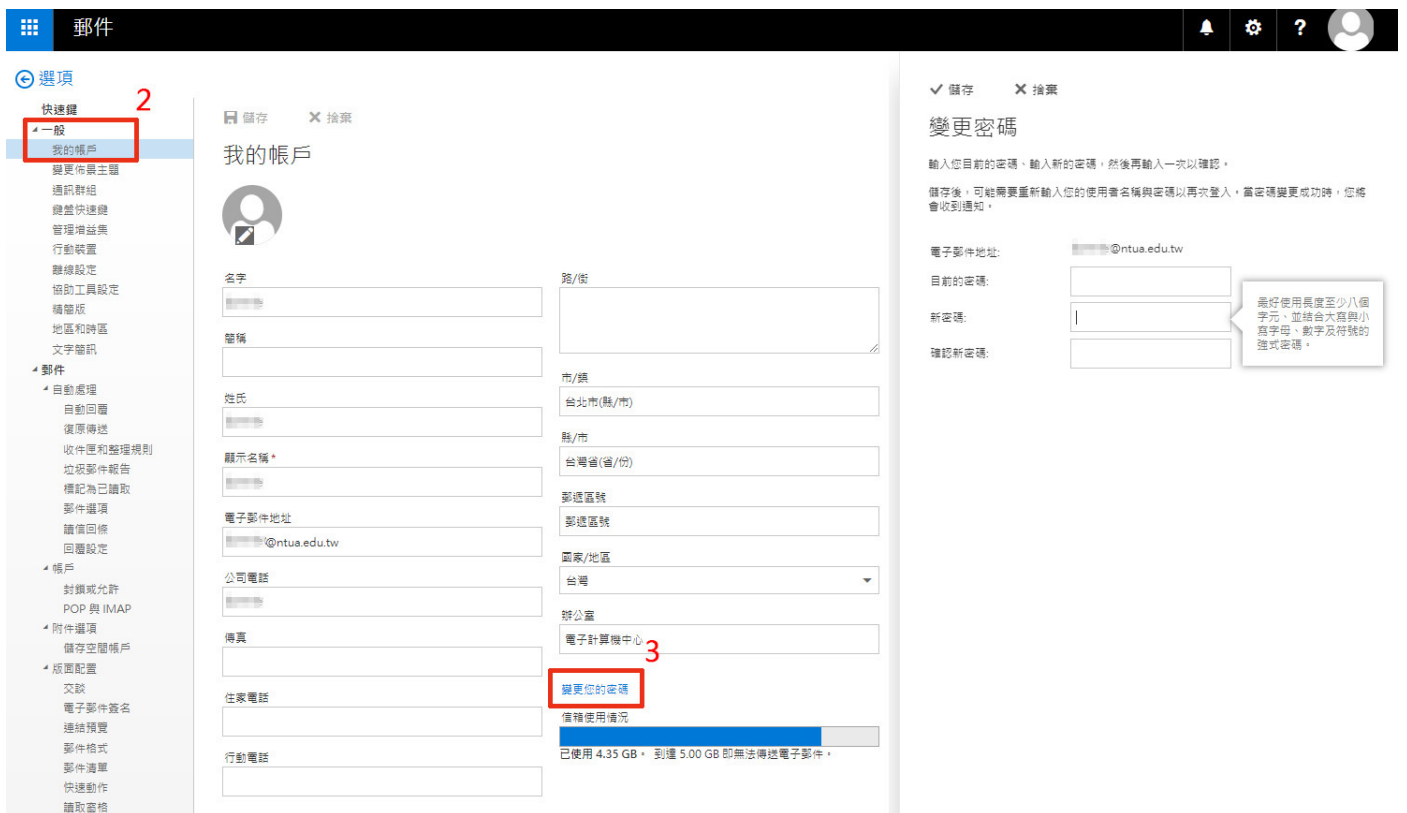 郵件
?
選項
2
快速鍵
一般
我的帳戶
變更佈景主題
通訊群組
鍵盤快速鍵
管理增益集
行動裝置
離線設定
協助工具設定
精簡版
地區和時區
文字簡訊
郵件
自動處理
自動回覆
復原傳送
收件匣和整理規則
垃圾郵件報告
標記為已讀取
郵件選項
讀信回條
回覆設定
帳戶
封鎖或允許
POP 與 IMAP
附件選項
儲存空間帳戶
版面配置
交談
電子郵件簽名
連結預覽
郵件格式
郵件清單
快速動作
讀取窗格
儲存 捨棄
我的帳戶
名字
簡稱
姓氏
顯示名稱 *
電子郵件地址
@ntua.edu.tw
公司電話
傳真
住家電話
行動電話
路/街
市/鎮
台北市(縣/市)
縣/市
台灣省(省/份)
郵遞區號
郵遞區號
國家/地區
台灣
辦公室
電子計算機中心
3
變更您的密碼
信箱使用情況
已使用 4.35 GB。 到達 5.00 GB 即無法傳送電子郵件。
儲存 捨棄
變更密碼
輸入您目前的密碼、輸入新的密碼，然後再輸入一次以確認。
儲存後，可能需要重新輸入您的使用者名稱與密碼以再次登入。當密碼變更成功時，您將
會收到通知。
電子郵件地址: @ntua.edu.tw
目前的密碼:
新密碼:
確認新密碼:
最好使用長度至少八個
字元、並結合大寫與小
寫字母、數字及符號的
強式密碼。